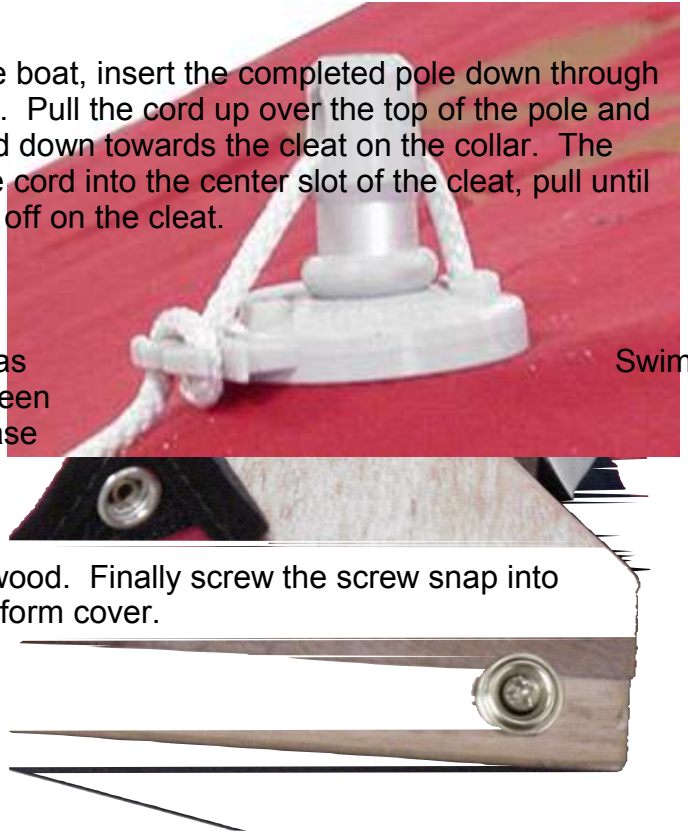 boat, insert the completed pole down through
. Pull the cord up over the top of the pole and
down towards the cleat on the collar. The
cord into the center slot of the cleat, pull until
off on the cleat.
as Swim
een
ase
wood. Finally screw the screw snap into
form cover.